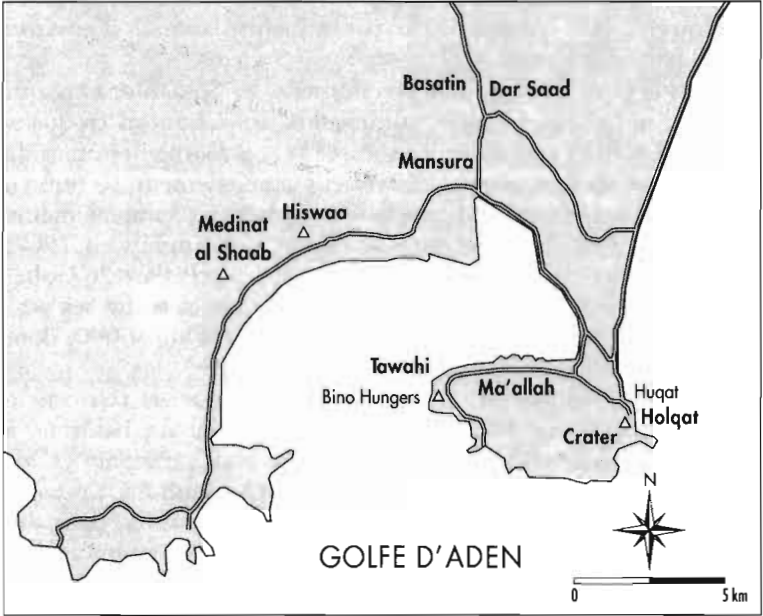 Basatin
Dar Saad
Mansura
Hiswaa
Medinat
al Shaab
Tawahi
Bino Hungers
Ma'allah
Huqat
Holqat
Crater
N
GOLFE D'ADEN
0
5 km